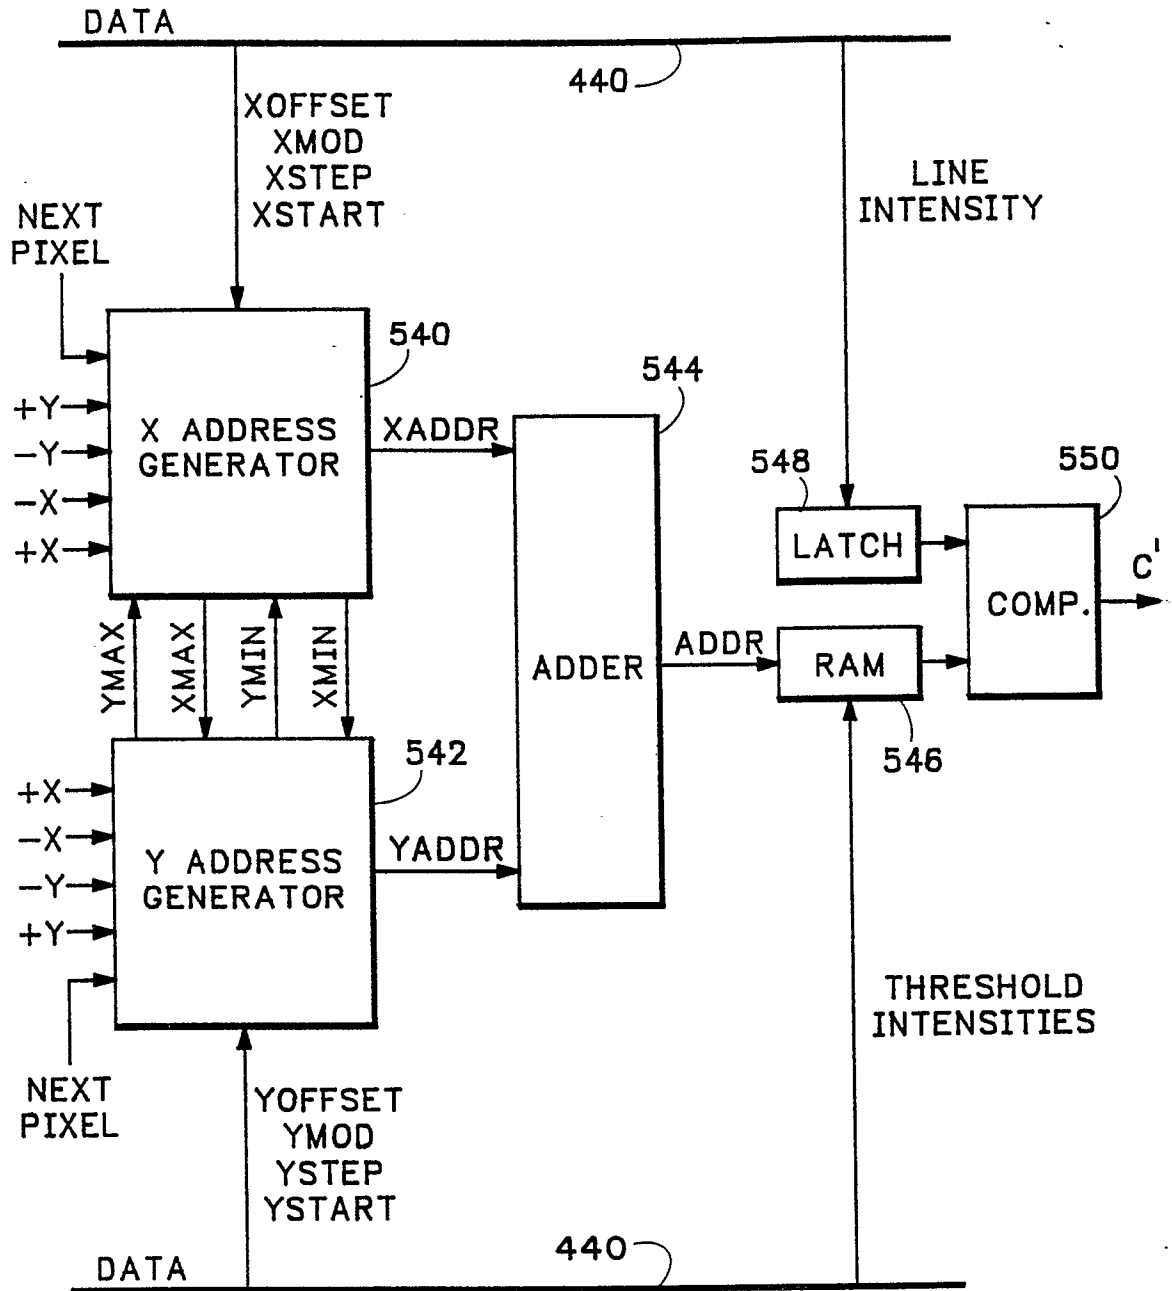 DATA
440
XOFFSET
XMOD
XSTEP
XSTART
LINE
INTENSITY
NEXT
PIXEL
540
544
+Y
-Y
-X
+X
X ADDRESS
GENERATOR
XADDR
548
550
LATCH
COMP.
C'
YMAX
XMAX
YMIN
XMIN
ADDER
ADDR
RAM
546
542
+X
-X
-Y
+Y
Y ADDRESS
GENERATOR
YADDR
THRESHOLD
INTENSITIES
NEXT
PIXEL
YOFFSET
YMOD
YSTEP
YSTART
DATA
440